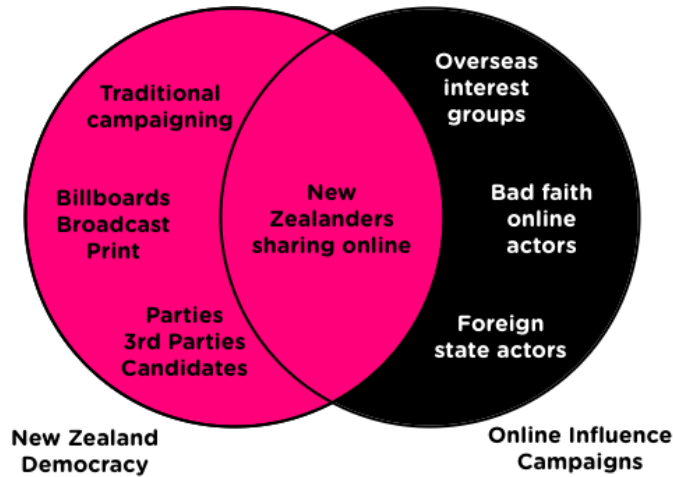 Traditional
campaigning
Billboards
Broadcast
Print
Parties
3rd Parties
Candidates
New
Zealanders
sharing online
Overseas
interest
groups
Bad faith
online
actors
Foreign
state actors
New Zealand
Democracy
Online Influence
Campaigns